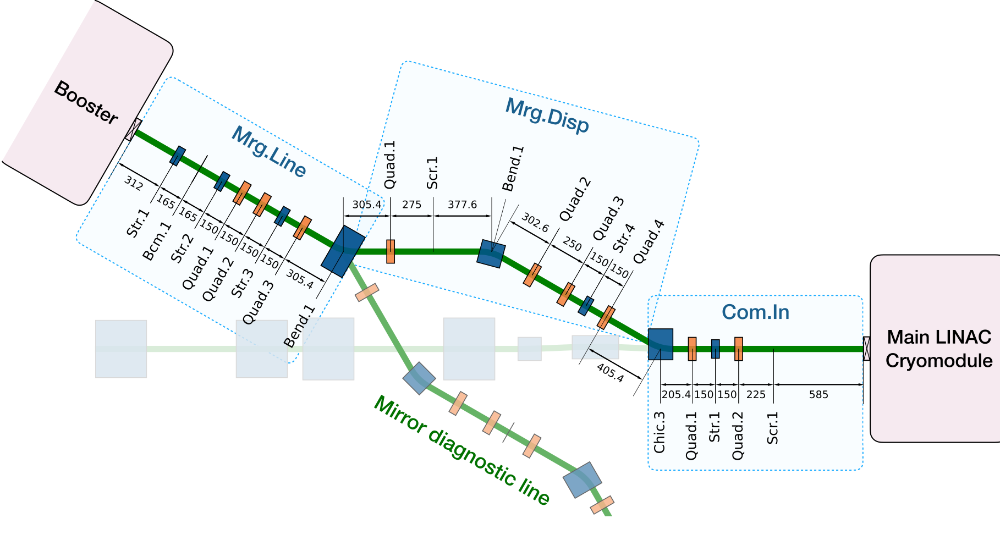 Booster
Mrg.Line
312
165
165
150
150
150
150
305.4
Str.1
Bcm.1
Str.2
Quad.1
Quad.2
Str.3
Quad.3
Bend.1
Mrg.Disp
Quad.1
Scr.1
Bend.1
305.4
275
377.6
302.6
250
150
150
Quad.2
Quad.3
Str.4
Quad.4
405.4
Com.In
205.4
150
150
225
585
Chic.3
Quad.1
Str.1
Quad.2
Scr.1
Main LINAC
Cryomodule
Mirror diagnostic line